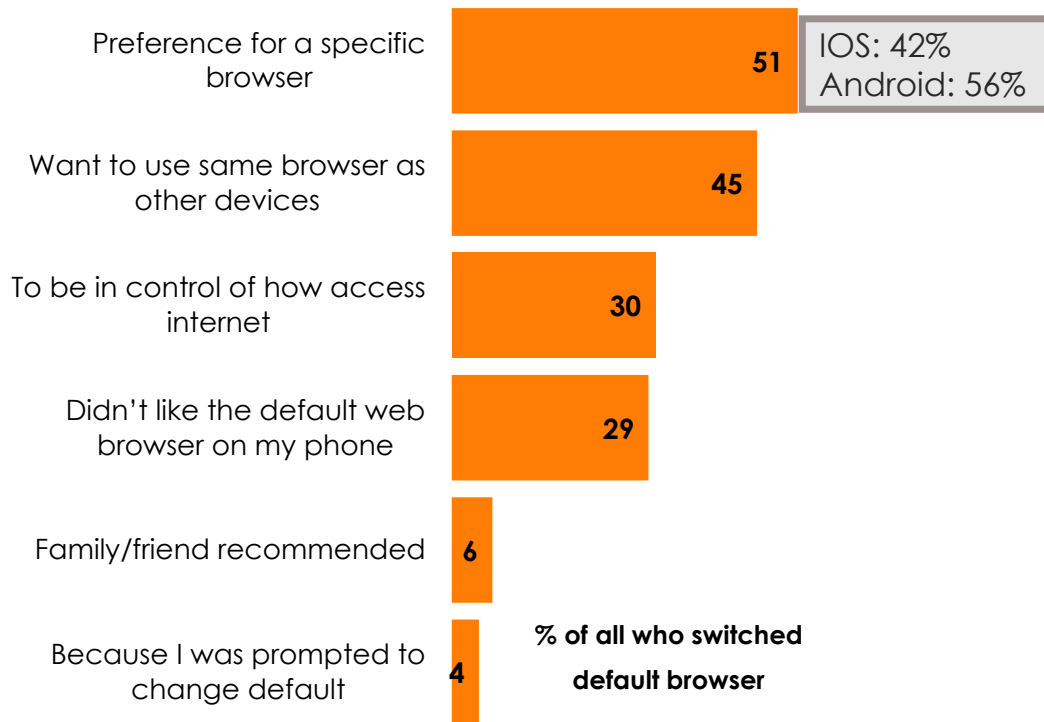 Preference for a specific
browser
51
IOS: 42%
Android: 56%
Want to use same browser as
other devices
45
To be in control of how access
internet
30
Didn’t like the default web
browser on my phone
29
Family/friend recommended
6
Because I was prompted to
change default
4
% of all who switched
default browser